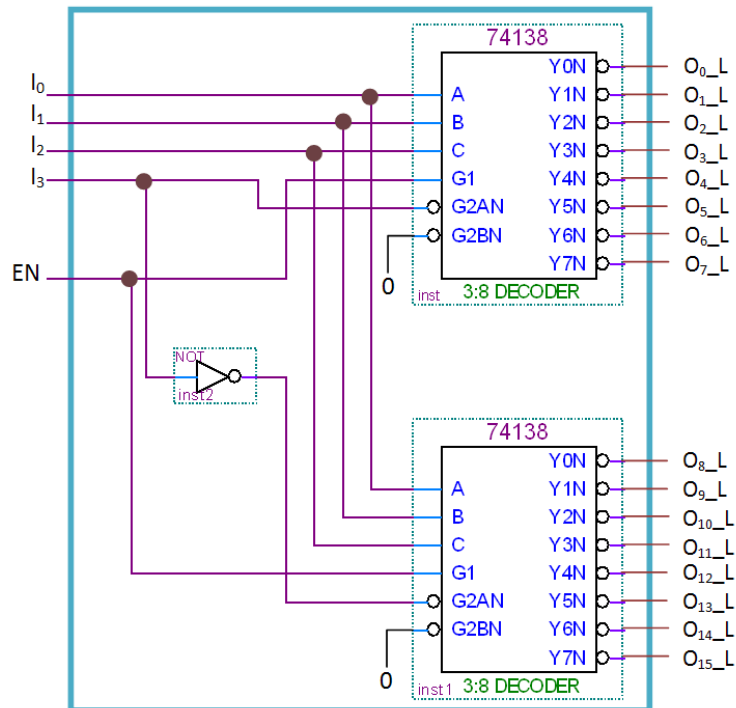 74138
I₀
I₁
I₂
I₃
EN
A
B
C
G1
G2AN
G2BN
Y0N
Y1N
Y2N
Y3N
Y4N
Y5N
Y6N
Y7N
O₀_L
O₁_L
O₂_L
O₃_L
O₄_L
O₅_L
O₆_L
O₇_L
0
inst
3:8 DECODER
NOT
inst2
74138
A
B
C
G1
G2AN
G2BN
Y0N
Y1N
Y2N
Y3N
Y4N
Y5N
Y6N
Y7N
O₈_L
O₉_L
O₁₀_L
O₁₁_L
O₁₂_L
O₁₃_L
O₁₄_L
O₁₅_L
0
inst1
3:8 DECODER